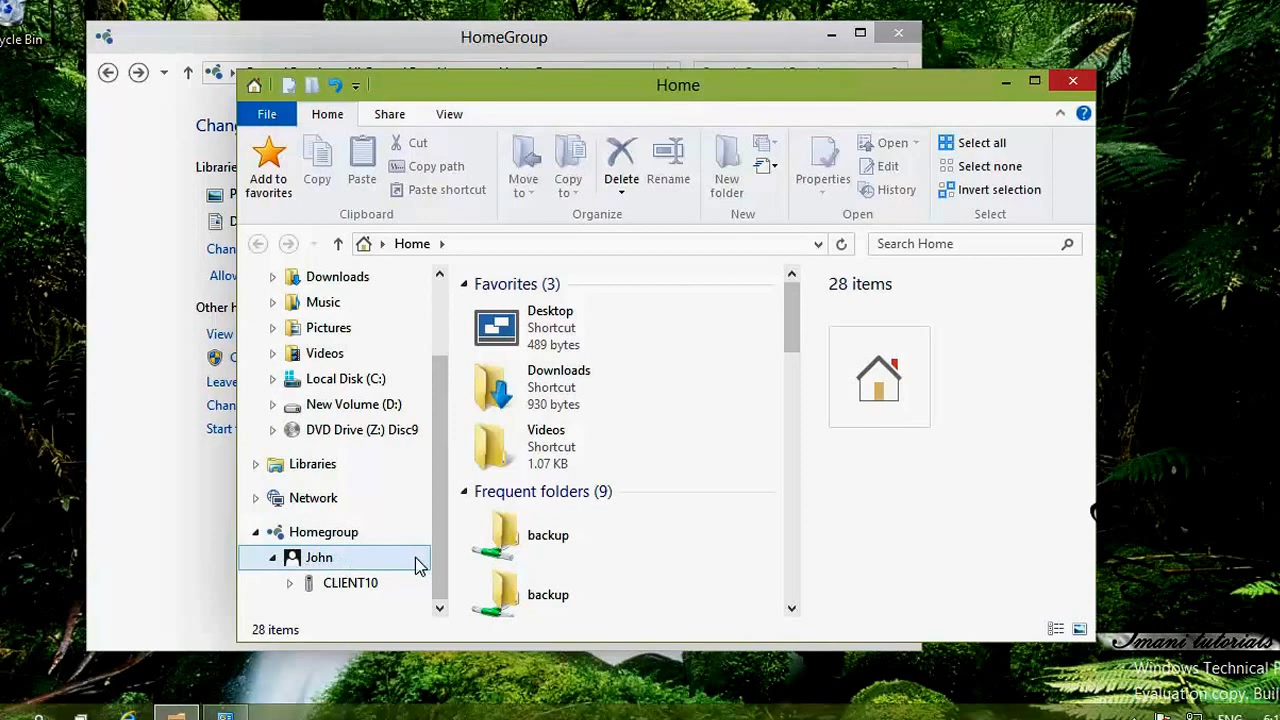 cycle Bin
HomeGroup
Home
File
Home
Share
View
Add to
favorites
Copy
Paste
Cut
Copy path
Paste shortcut
Clipboard
Move
to
Copy
to
Delete
Rename
Organize
New
folder
New
Properties
Open
Edit
History
Open
Select all
Select none
Invert selection
Select
Home
Search Home
Chan
Librarie
P
D
Chan
Allow
Other h
View
C
Leave
Chan
Start
Downloads
Music
Pictures
Videos
Local Disk (C:)
New Volume (D:)
DVD Drive (Z:) Disc9
Libraries
Network
Homegroup
John
CLIENT10
Favorites (3)
Desktop
Shortcut
489 bytes
Downloads
Shortcut
930 bytes
Videos
Shortcut
1.07 KB
Frequent folders (9)
backup
backup
28 items
28 items
Imani tutorials
Windows Technical P
Evaluation copy. Buil
ENG